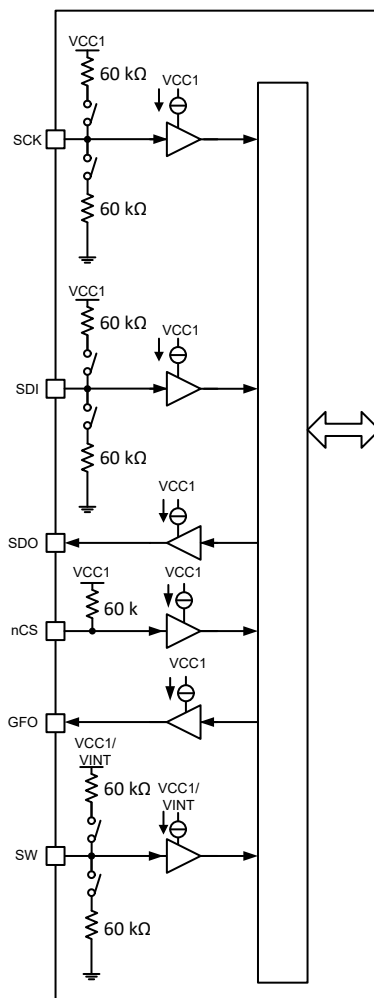 VCC1
60 kΩ
VCC1
SCK
60 kΩ
VCC1
60 kΩ
VCC1
SDI
60 kΩ
VCC1
SDO
VCC1
VCC1
60 k
nCS
VCC1
GFO
VCC1/
VINT
60 kΩ
VCC1/
VINT
SW
60 kΩ